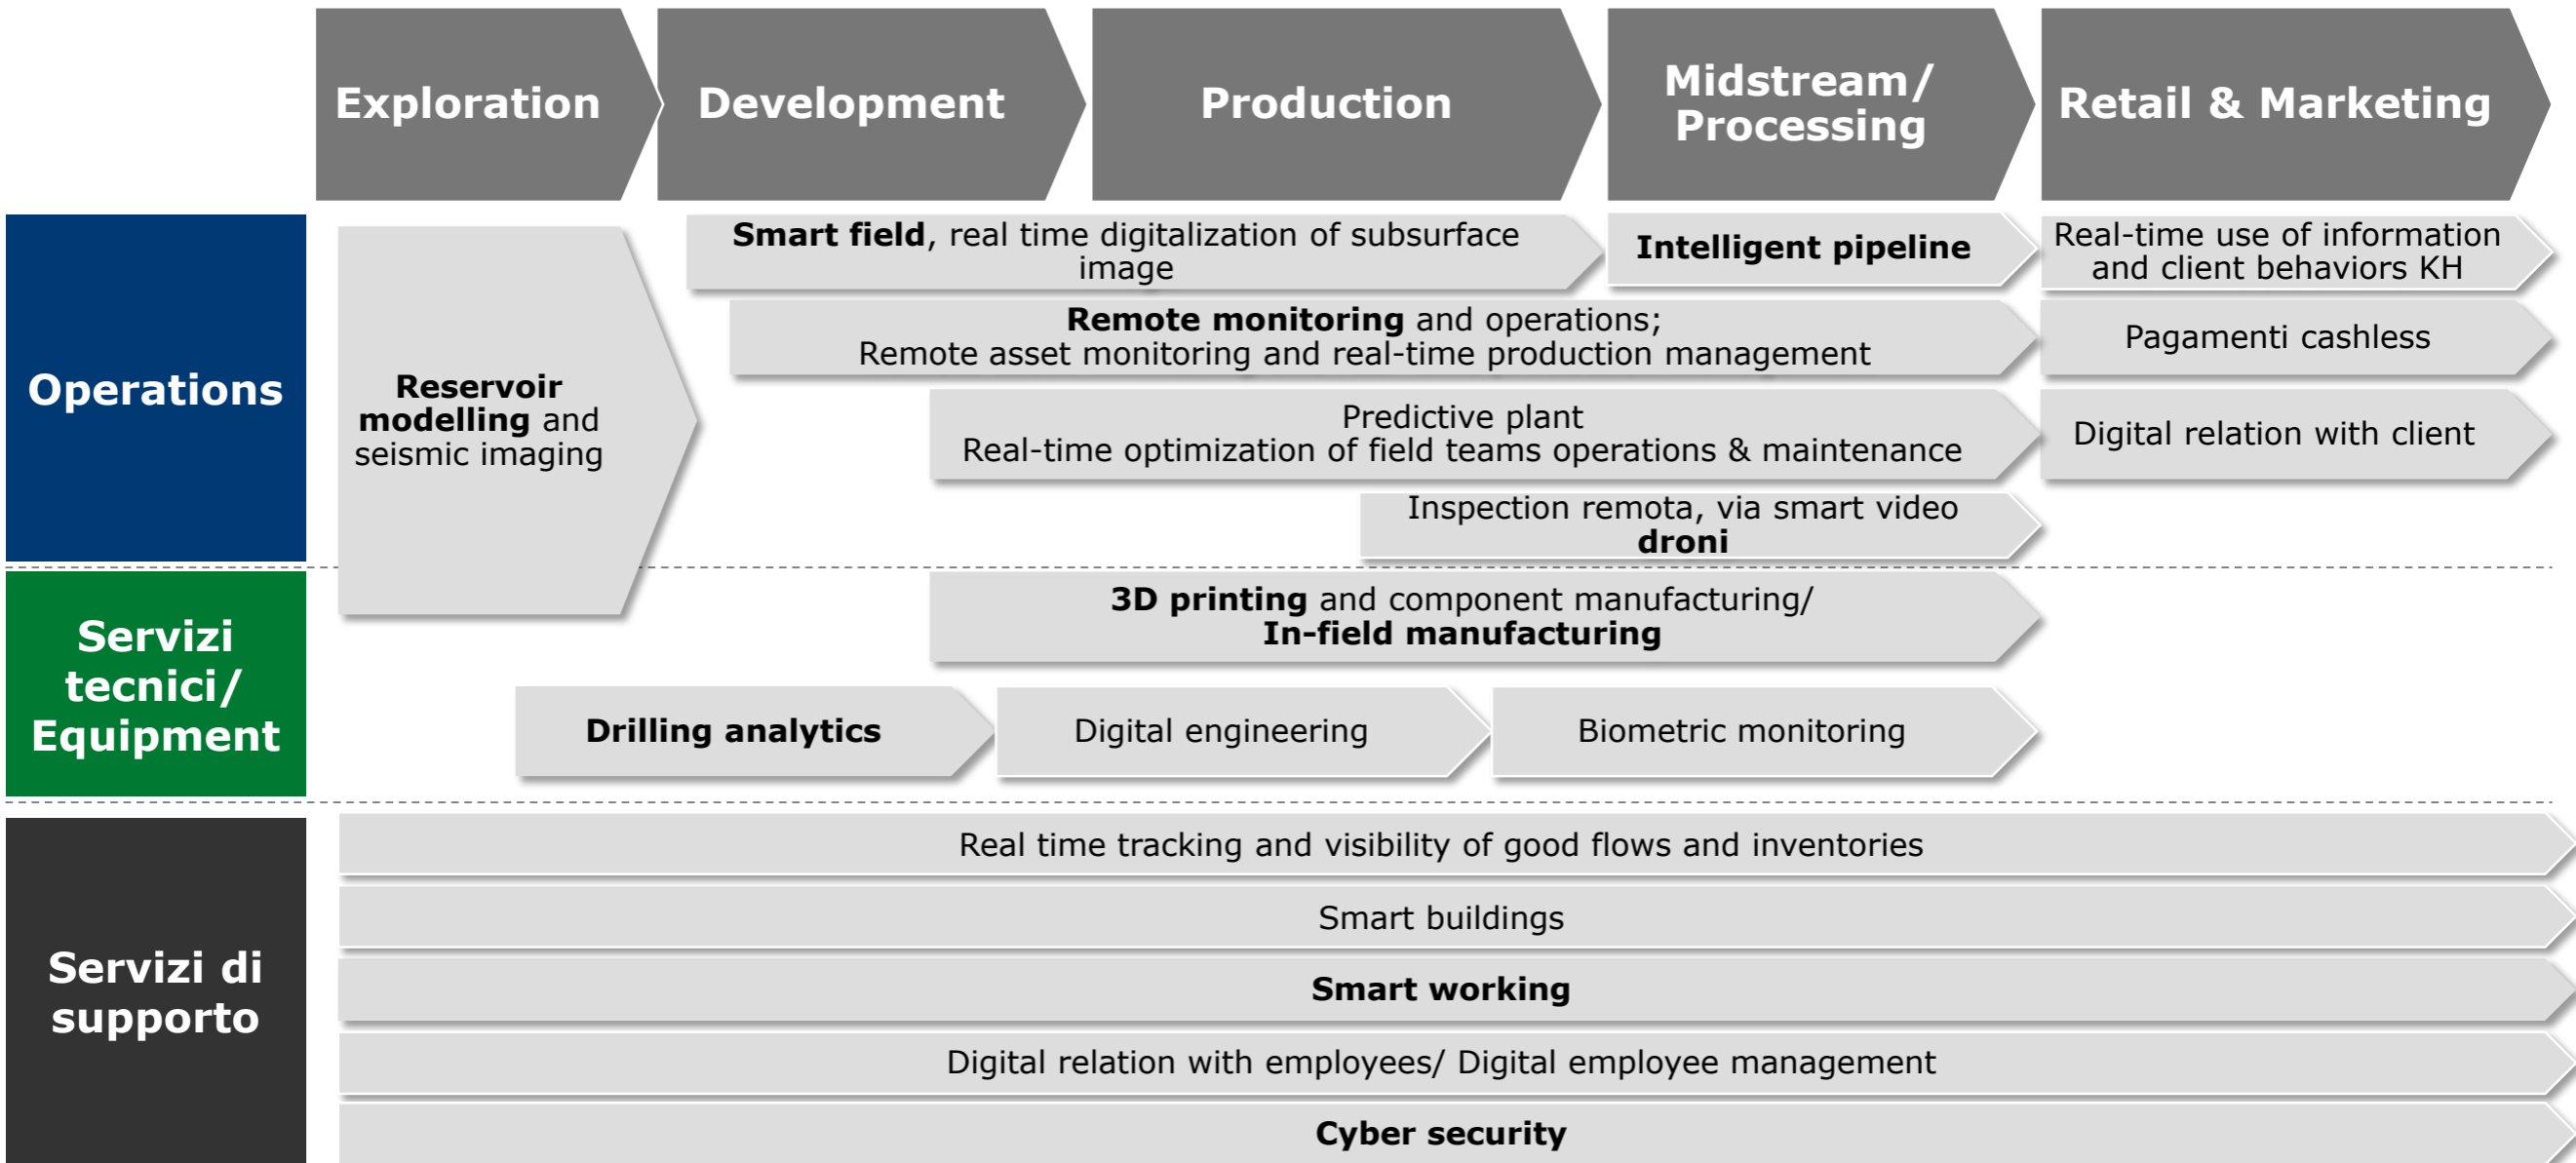 Exploration
Development
Production
Midstream/
Processing
Retail & Marketing
Operations
Reservoir
modelling and
seismic imaging
Smart field, real time digitalization of subsurface
image
Intelligent pipeline
Real-time use of information
and client behaviors KH
Remote monitoring and operations;
Remote asset monitoring and real-time production management
Pagamenti cashless
Predictive plant
Real-time optimization of field teams operations & maintenance
Digital relation with client
Inspection remota, via smart video
droni
Servizi
tecnici/
Equipment
3D printing and component manufacturing/
In-field manufacturing
Drilling analytics
Digital engineering
Biometric monitoring
Servizi di
supporto
Real time tracking and visibility of good flows and inventories
Smart buildings
Smart working
Digital relation with employees/ Digital employee management
Cyber security